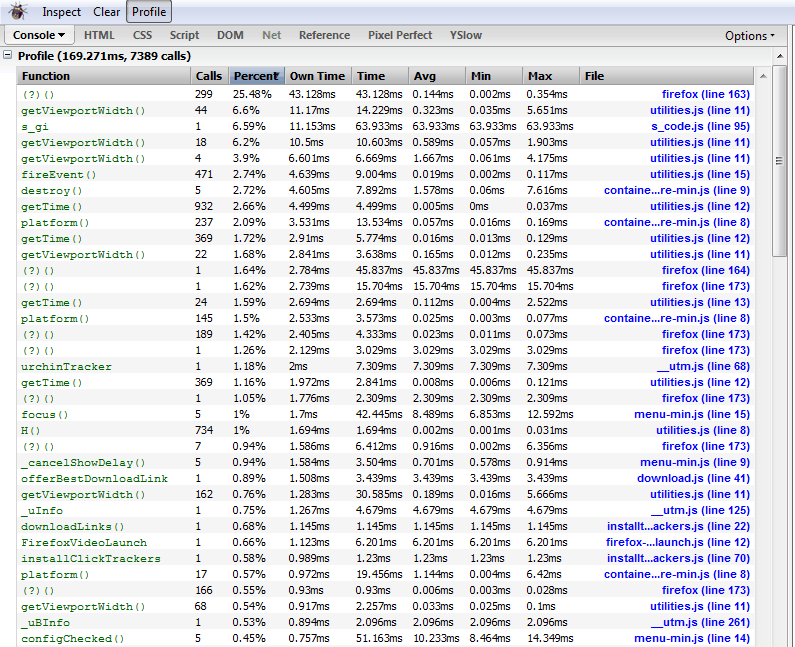 Inspect Clear Profile
Console HTML CSS Script DOM Net Reference Pixel Perfect YSlow Options
Profile (169.271ms, 7389 calls)
Function Calls Percent Own Time Time Avg Min Max File
(?)() 299 25.48% 43.128ms 43.128ms 0.144ms 0.002ms 0.354ms firefox (line 163)
getViewportWidth() 44 6.6% 11.17ms 14.229ms 0.323ms 0.035ms 5.651ms utilities.js (line 11)
s_gi 1 6.59% 11.153ms 63.933ms 63.933ms 63.933ms 63.933ms s_code.js (line 95)
getViewportWidth() 18 6.2% 10.5ms 10.603ms 0.589ms 0.057ms 1.903ms utilities.js (line 11)
getViewportWidth() 4 3.9% 6.601ms 6.669ms 1.667ms 0.061ms 4.175ms utilities.js (line 11)
fireEvent() 471 2.74% 4.639ms 9.004ms 0.019ms 0.002ms 0.117ms utilities.js (line 15)
destroy() 5 2.72% 4.605ms 7.892ms 1.578ms 0.06ms 7.616ms containe...re-min.js (line 9)
getTime() 932 2.66% 4.499ms 4.499ms 0.005ms 0ms 0.037ms utilities.js (line 12)
platform() 237 2.09% 3.531ms 13.534ms 0.057ms 0.016ms 0.169ms containe...re-min.js (line 8)
getTime() 369 1.72% 2.91ms 5.774ms 0.016ms 0.013ms 0.129ms utilities.js (line 12)
getViewportWidth() 22 1.68% 2.841ms 3.638ms 0.165ms 0.012ms 0.235ms utilities.js (line 11)
(?)() 1 1.64% 2.784ms 45.837ms 45.837ms 45.837ms 45.837ms firefox (line 164)
(?)() 1 1.62% 2.739ms 15.704ms 15.704ms 15.704ms 15.704ms firefox (line 173)
getTime() 24 1.59% 2.694ms 2.694ms 0.112ms 0.004ms 2.522ms utilities.js (line 13)
platform() 145 1.5% 2.533ms 3.573ms 0.025ms 0.003ms 0.077ms containe...re-min.js (line 8)
(?)() 189 1.42% 2.405ms 4.333ms 0.023ms 0.011ms 0.073ms firefox (line 173)
(?)() 1 1.26% 2.129ms 3.029ms 3.029ms 3.029ms 3.029ms firefox (line 173)
urchinTracker 1 1.18% 2ms 7.309ms 7.309ms 7.309ms 7.309ms __utm.js (line 68)
getTime() 369 1.16% 1.972ms 2.841ms 0.008ms 0.006ms 0.121ms utilities.js (line 12)
(?)() 1 1.05% 1.776ms 2.309ms 2.309ms 2.309ms 2.309ms firefox (line 173)
focus() 5 1% 1.7ms 42.445ms 8.489ms 6.853ms 12.592ms menu-min.js (line 15)
H() 734 1% 1.694ms 1.694ms 0.002ms 0.001ms 0.031ms utilities.js (line 8)
(?)() 7 0.94% 1.586ms 6.412ms 0.916ms 0.002ms 6.356ms firefox (line 173)
_cancelShowDelay() 5 0.94% 1.584ms 3.504ms 0.701ms 0.578ms 0.914ms menu-min.js (line 9)
offerBestDownloadLink 1 0.89% 1.508ms 3.439ms 3.439ms 3.439ms 3.439ms download.js (line 41)
getViewportWidth() 162 0.76% 1.283ms 30.585ms 0.189ms 0.016ms 5.666ms utilities.js (line 11)
_uInfo 1 0.75% 1.267ms 4.679ms 4.679ms 4.679ms 4.679ms __utm.js (line 125)
downloadLinks() 1 0.68% 1.145ms 1.145ms 1.145ms 1.145ms 1.145ms installt...ackers.js (line 22)
FirefoxVideoLaunch 1 0.66% 1.123ms 6.201ms 6.201ms 6.201ms 6.201ms firefox-...launch.js (line 12)
installClickTrackers 1 0.58% 0.989ms 1.23ms 1.23ms 1.23ms 1.23ms installt...ackers.js (line 70)
platform() 17 0.57% 0.972ms 19.456ms 1.144ms 0.004ms 6.42ms containe...re-min.js (line 8)
(?)() 166 0.55% 0.93ms 0.93ms 0.006ms 0.003ms 0.028ms firefox (line 173)
getViewportWidth() 68 0.54% 0.917ms 2.257ms 0.033ms 0.025ms 0.1ms utilities.js (line 11)
_uBInfo 1 0.53% 0.894ms 2.096ms 2.096ms 2.096ms 2.096ms __utm.js (line 261)
configChecked() 5 0.45% 0.757ms 51.163ms 10.233ms 8.464ms 14.349ms menu-min.js (line 14)